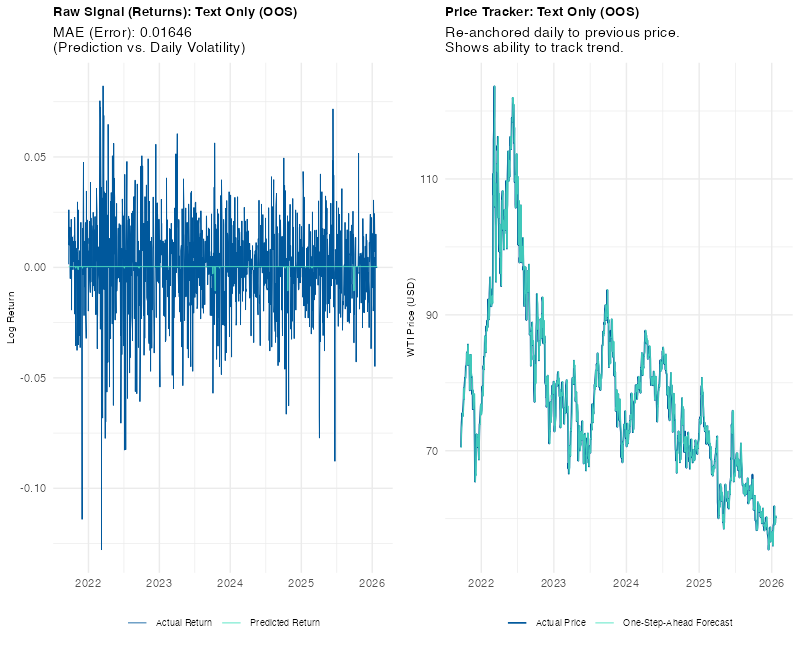 Raw Signal (Returns): Text Only (OOS)
MAE (Error): 0.01646
(Prediction vs. Daily Volatility)
Log Return
0.05
0.00
-0.05
-0.10
2022 2023 2024 2025 2026
Actual Return Predicted Return
Price Tracker: Text Only (OOS)
Re-anchored daily to previous price.
Shows ability to track trend.
WTI Price (USD)
110
90
70
2022 2023 2024 2025 2026
Actual Price One-Step-Ahead Forecast